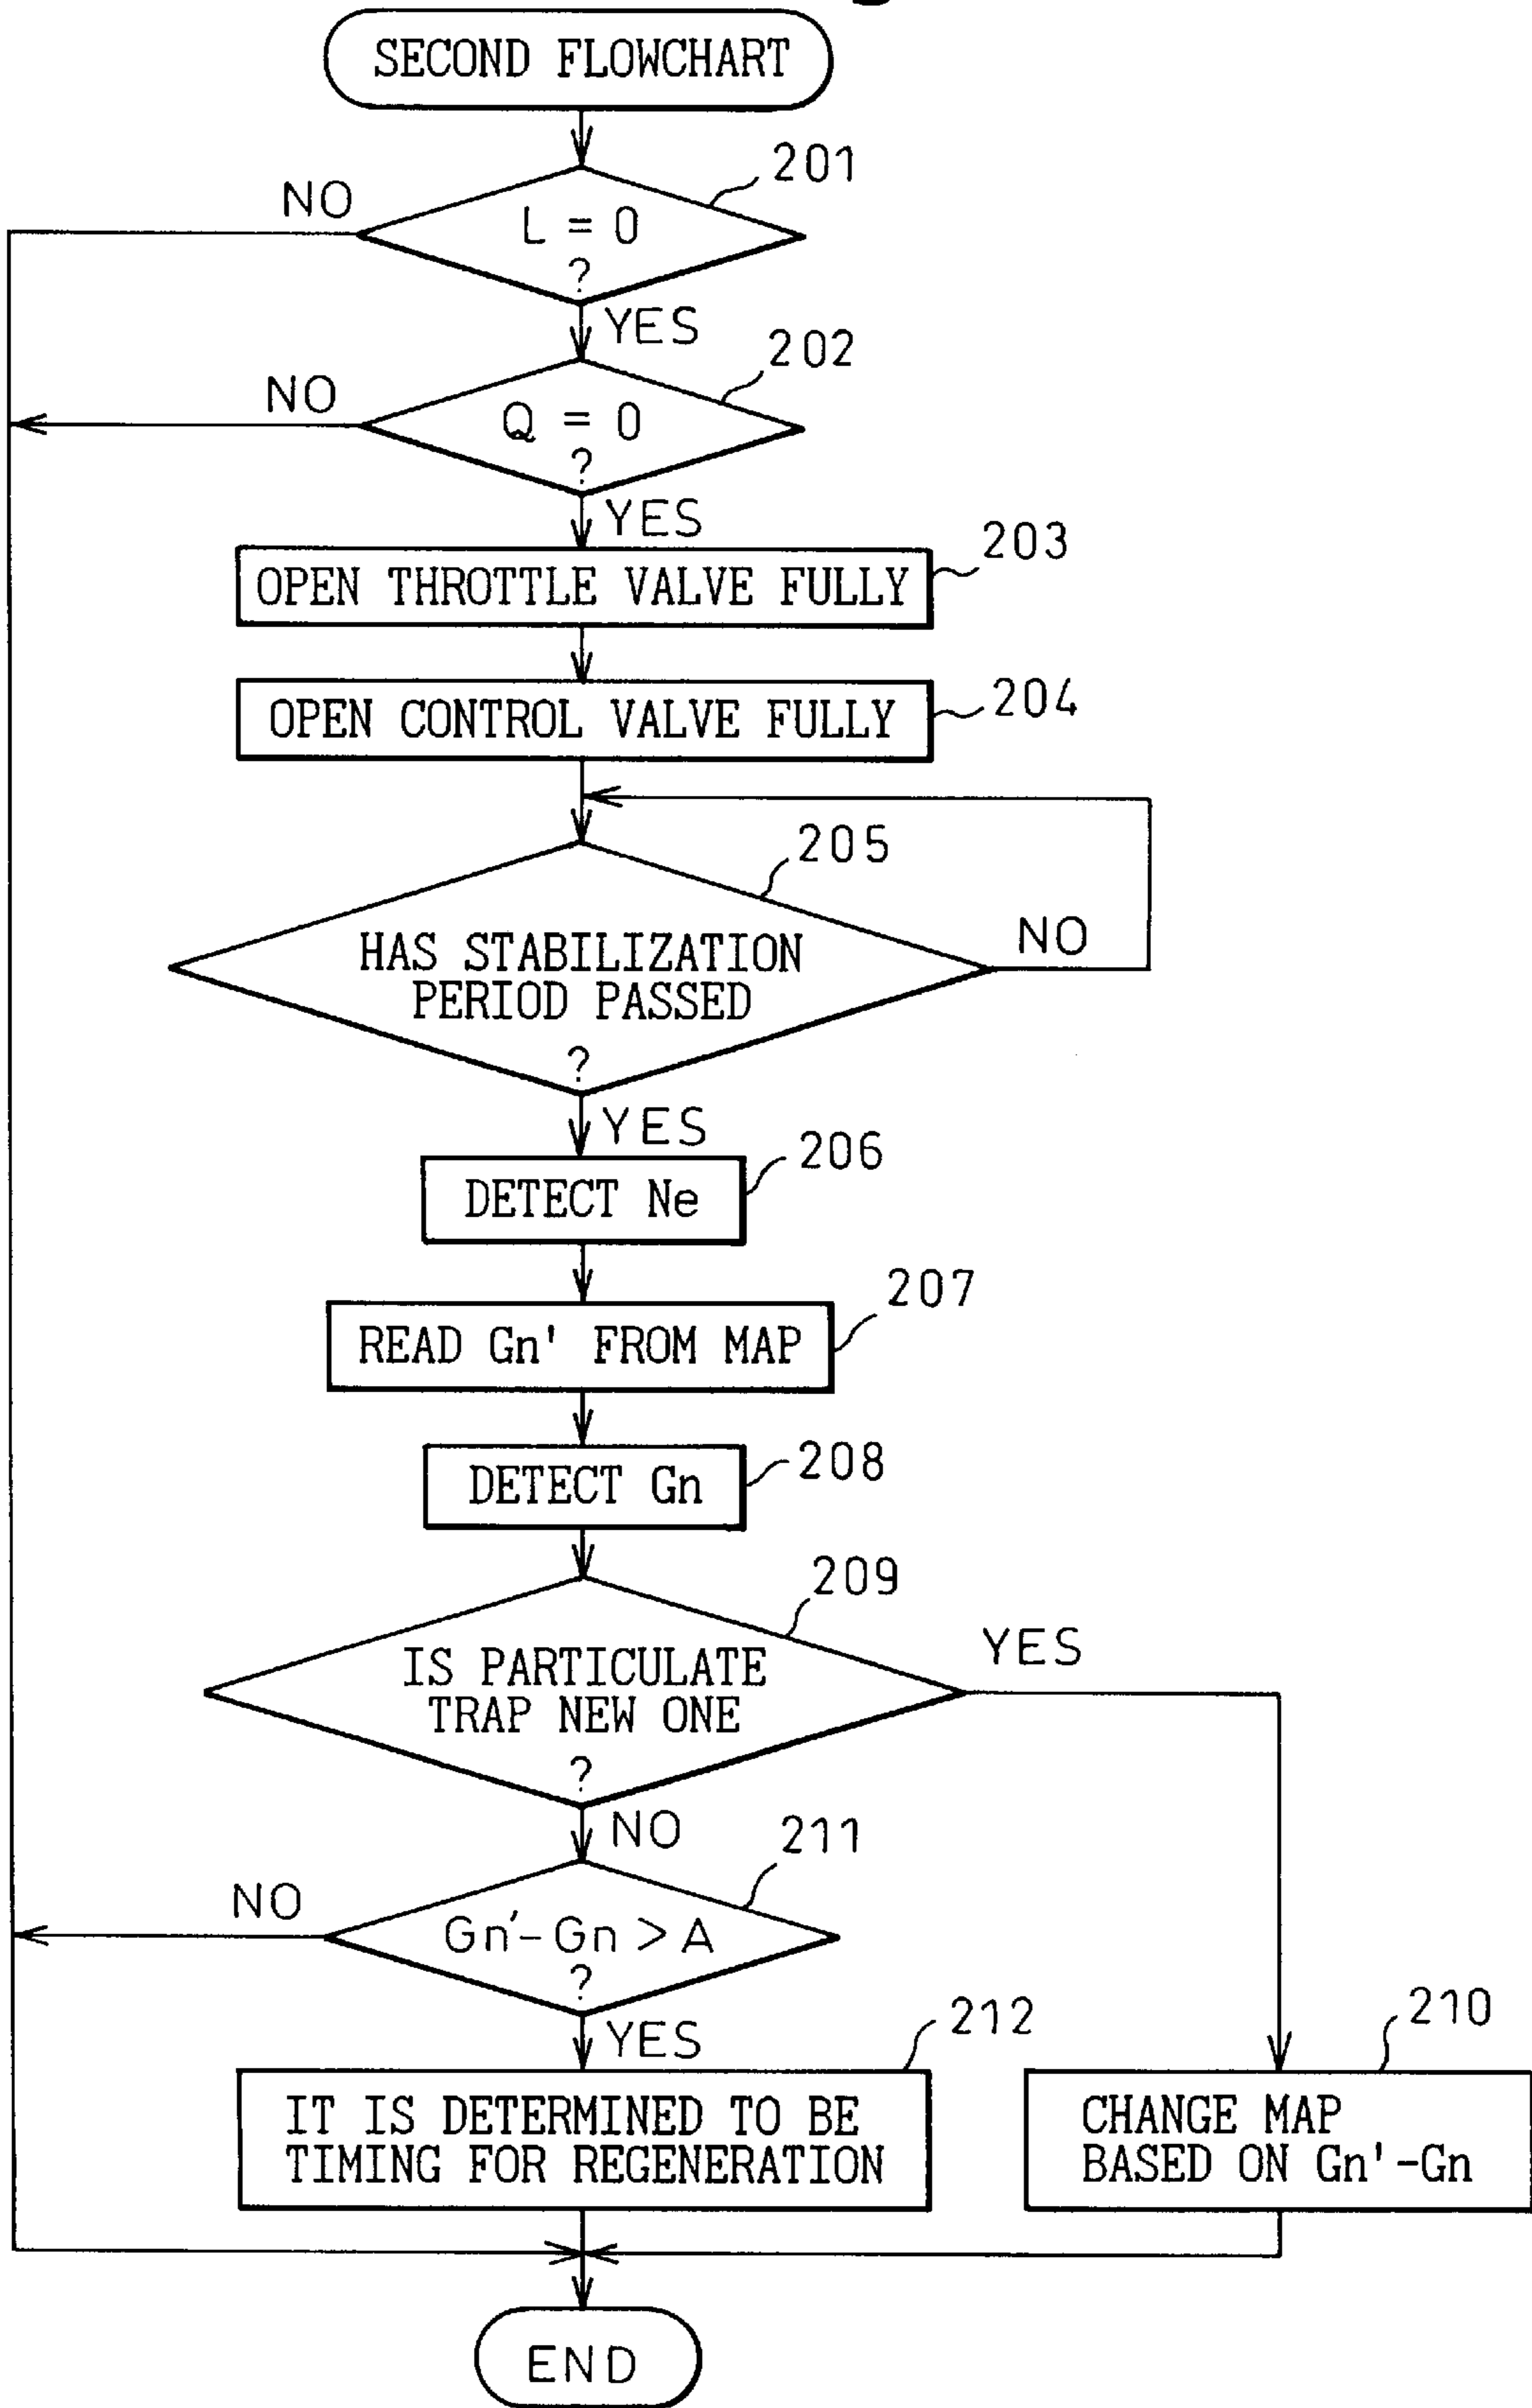 SECOND FLOWCHART
201
NO
L = 0
?
YES
202
NO
Q = 0
?
YES
203
OPEN THROTTLE VALVE FULLY
204
OPEN CONTROL VALVE FULLY
205
NO
HAS STABILIZATION
PERIOD PASSED
?
YES
206
DETECT Ne
207
READ Gn' FROM MAP
208
DETECT Gn
209
YES
IS PARTICULATE
TRAP NEW ONE
?
NO
211
NO
Gn'-Gn > A
?
YES
212
210
IT IS DETERMINED TO BE
TIMING FOR REGENERATION
CHANGE MAP
BASED ON Gn'-Gn
END